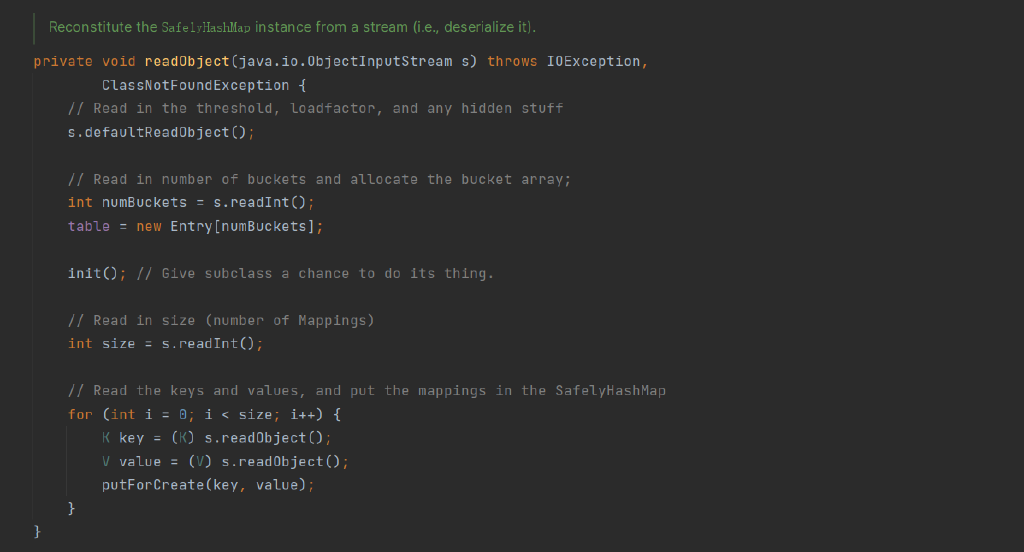 Reconstitute the SafelyHashMap instance from a stream (i.e., deserialize it).
private void readObject(java.io.ObjectInputStream s) throws IOException,
ClassNotFoundException {
// Read in the threshold, loadfactor, and any hidden stuff
s.defaultReadObject();
// Read in number of buckets and allocate the bucket array;
int numBuckets = s.readInt();
table = new Entry[numBuckets];
init(); // Give subclass a chance to do its thing.
// Read in size (number of Mappings)
int size = s.readInt();
// Read the keys and values, and put the mappings in the SafelyHashMap
for (int i = 0; i < size; i++) {
K key = (K) s.readObject();
V value = (V) s.readObject();
putForCreate(key, value);
}
}